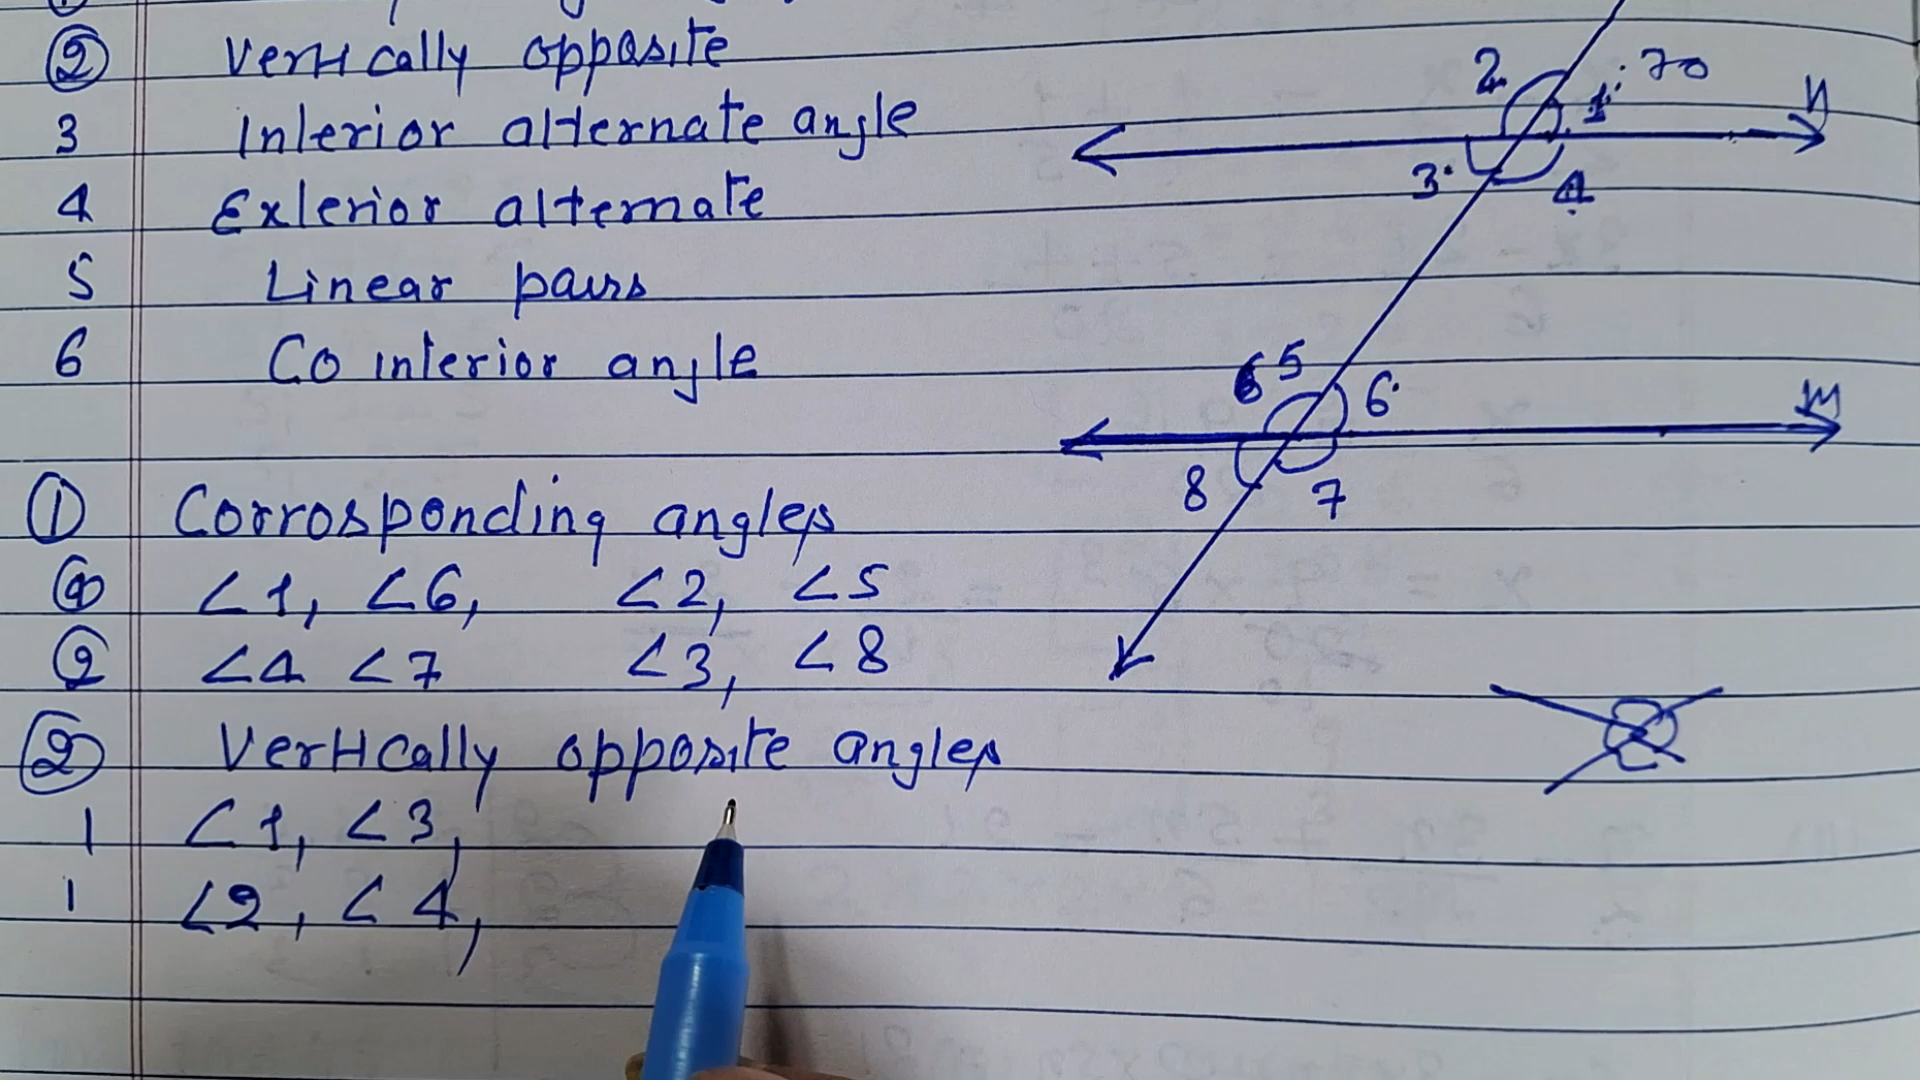 ② Vertically opposite
3 Interior alternate angle
4 Exterior alternate
5 Linear pairs
6 Co interior angle
2 1 70 n
3 4
5 6 m
8 7
① Corrosponding angles
∠1, ∠6, ∠2, ∠5
② ∠4 ∠7 ∠3, ∠8
② Vertically opposite angles
1 ∠1, ∠3,
1 ∠2, ∠4,